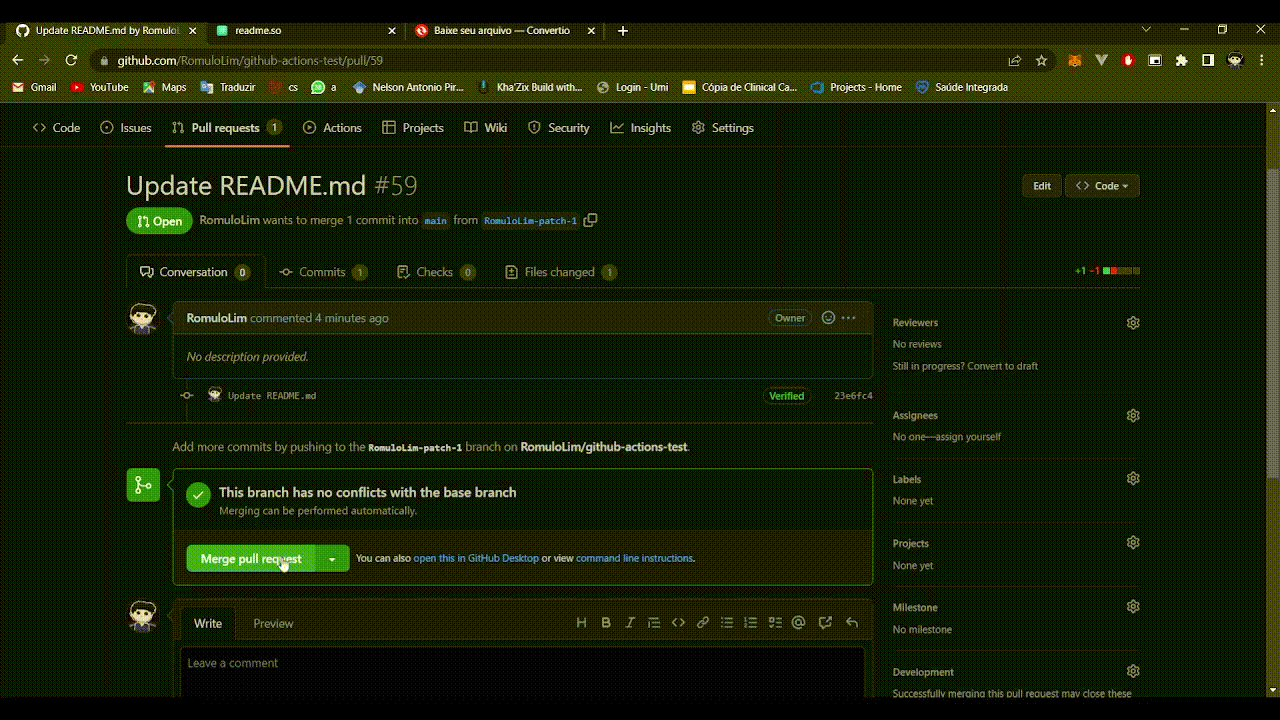 Update README.md by RomuloL
readme.so
Baixe seu arquivo — Convertio
github.com/RomuloLim/github-actions-test/pull/59
Gmail YouTube Maps Traduzir cs a Nelson Antonio Pir... Kha'Zix Build with... Login - Umi Cópia de Clinical Ca... Projects - Home Saúde Integrada
Code Issues Pull requests 1 Actions Projects Wiki Security Insights Settings
Update README.md #59
Edit Code
Open RomuloLim wants to merge 1 commit into main from RomuloLim-patch-1
Conversation 0 Commits 1 Checks 0 Files changed 1 +1 −1
RomuloLim commented 4 minutes ago Owner
No description provided.
Update README.md Verified 23e6fc4
Add more commits by pushing to the RomuloLim-patch-1 branch on RomuloLim/github-actions-test.
This branch has no conflicts with the base branch
Merging can be performed automatically.
Merge pull request You can also open this in GitHub Desktop or view command line instructions.
Write Preview
Leave a comment
Reviewers
No reviews
Still in progress? Convert to draft
Assignees
No one—assign yourself
Labels
None yet
Projects
None yet
Milestone
No milestone
Development
Successfully merging this pull request may close these